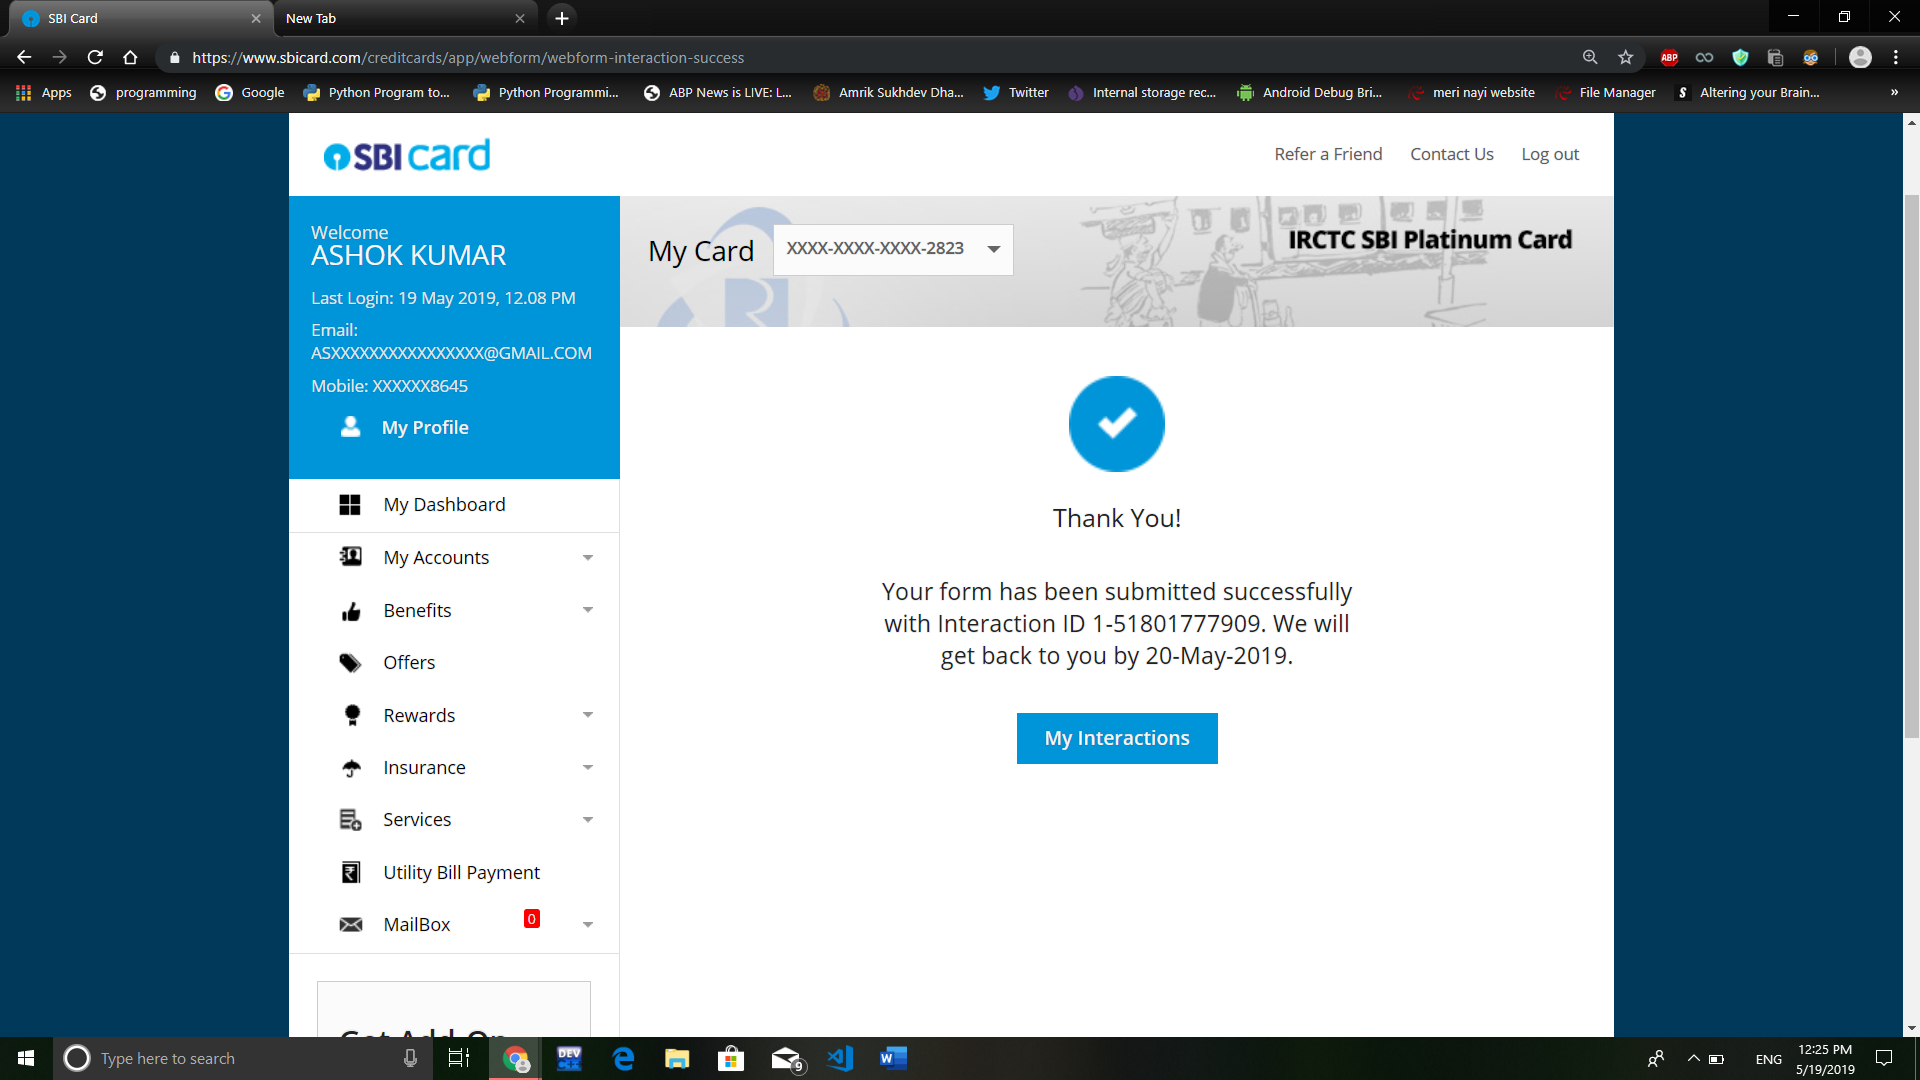 SBI Card
New Tab
https://www.sbicard.com/creditcards/app/webform/webform-interaction-success
ABP
Apps
programming
Google
Python Program to...
Python Programmi...
ABP News is LIVE: L...
Amrik Sukhdev Dha...
Twitter
Internal storage rec...
Android Debug Bri...
meri nayi website
File Manager
Altering your Brain...
»
SBI card
Refer a Friend
Contact Us
Log out
Welcome
ASHOK KUMAR
Last Login: 19 May 2019, 12.08 PM
Email:
ASXXXXXXXXXXXXXXXX@GMAIL.COM
Mobile: XXXXXX8645
My Profile
My Card
XXXX-XXXX-XXXX-2823
IRCTC SBI Platinum Card
My Dashboard
My Accounts
Benefits
Offers
Rewards
Insurance
Services
Utility Bill Payment
MailBox
0
Thank You!
Your form has been submitted successfully
with Interaction ID 1-51801777909. We will
get back to you by 20-May-2019.
My Interactions
Type here to search
DEV
C++
9
W
ENG
12:25 PM
5/19/2019